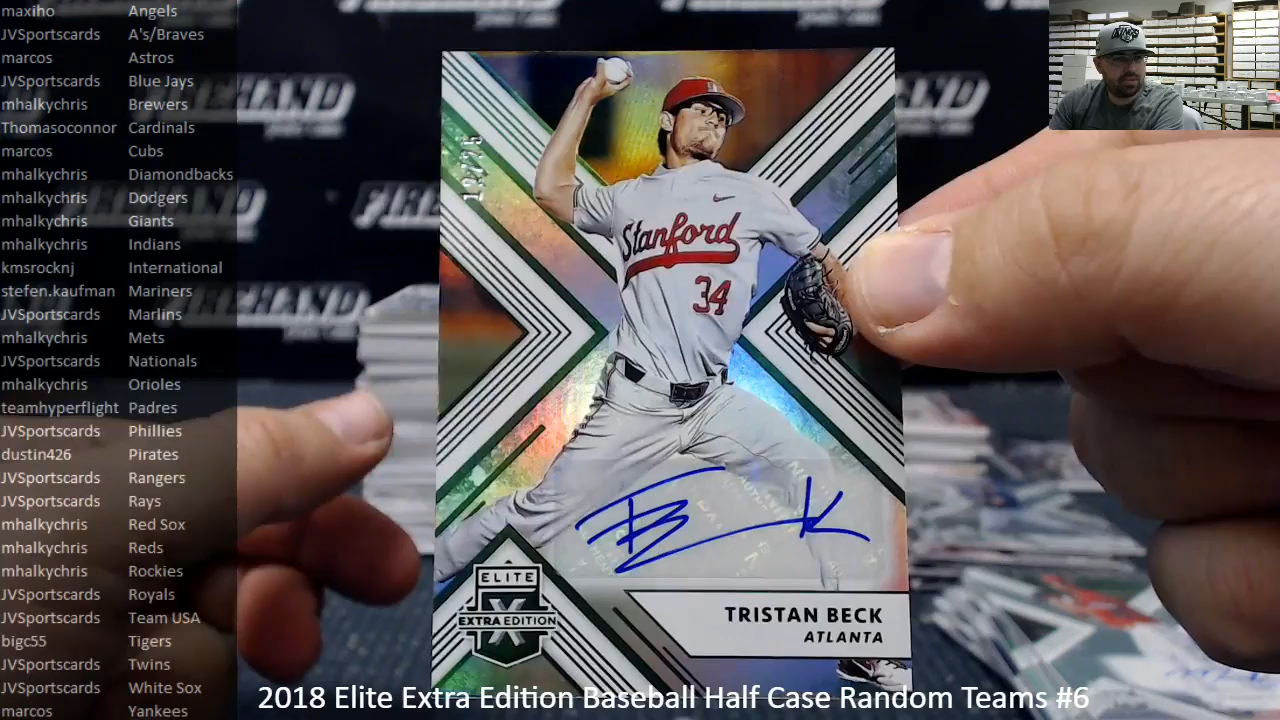 maxiho Angels
JVSportscards A's/Braves
marcos Astros
JVSportscards Blue Jays
mhalkychris Brewers
Thomasoconnor Cardinals
marcos Cubs
mhalkychris Diamondbacks
mhalkychris Dodgers
mhalkychris Giants
mhalkychris Indians
kmsrocknj International
stefen.kaufman Mariners
JVSportscards Marlins
mhalkychris Mets
JVSportscards Nationals
mhalkychris Orioles
teamhyperflight Padres
JVSportscards Phillies
dustin426 Pirates
JVSportscards Rangers
JVSportscards Rays
mhalkychris Red Sox
mhalkychris Reds
mhalkychris Rockies
JVSportscards Royals
JVSportscards Team USA
bigc55 Tigers
JVSportscards Twins
JVSportscards White Sox
marcos Yankees
KINGS
Stanford
34
ELITE
X
EXTRA EDITION
TRISTAN BECK
ATLANTA
2018 Elite Extra Edition Baseball Half Case Random Teams #6